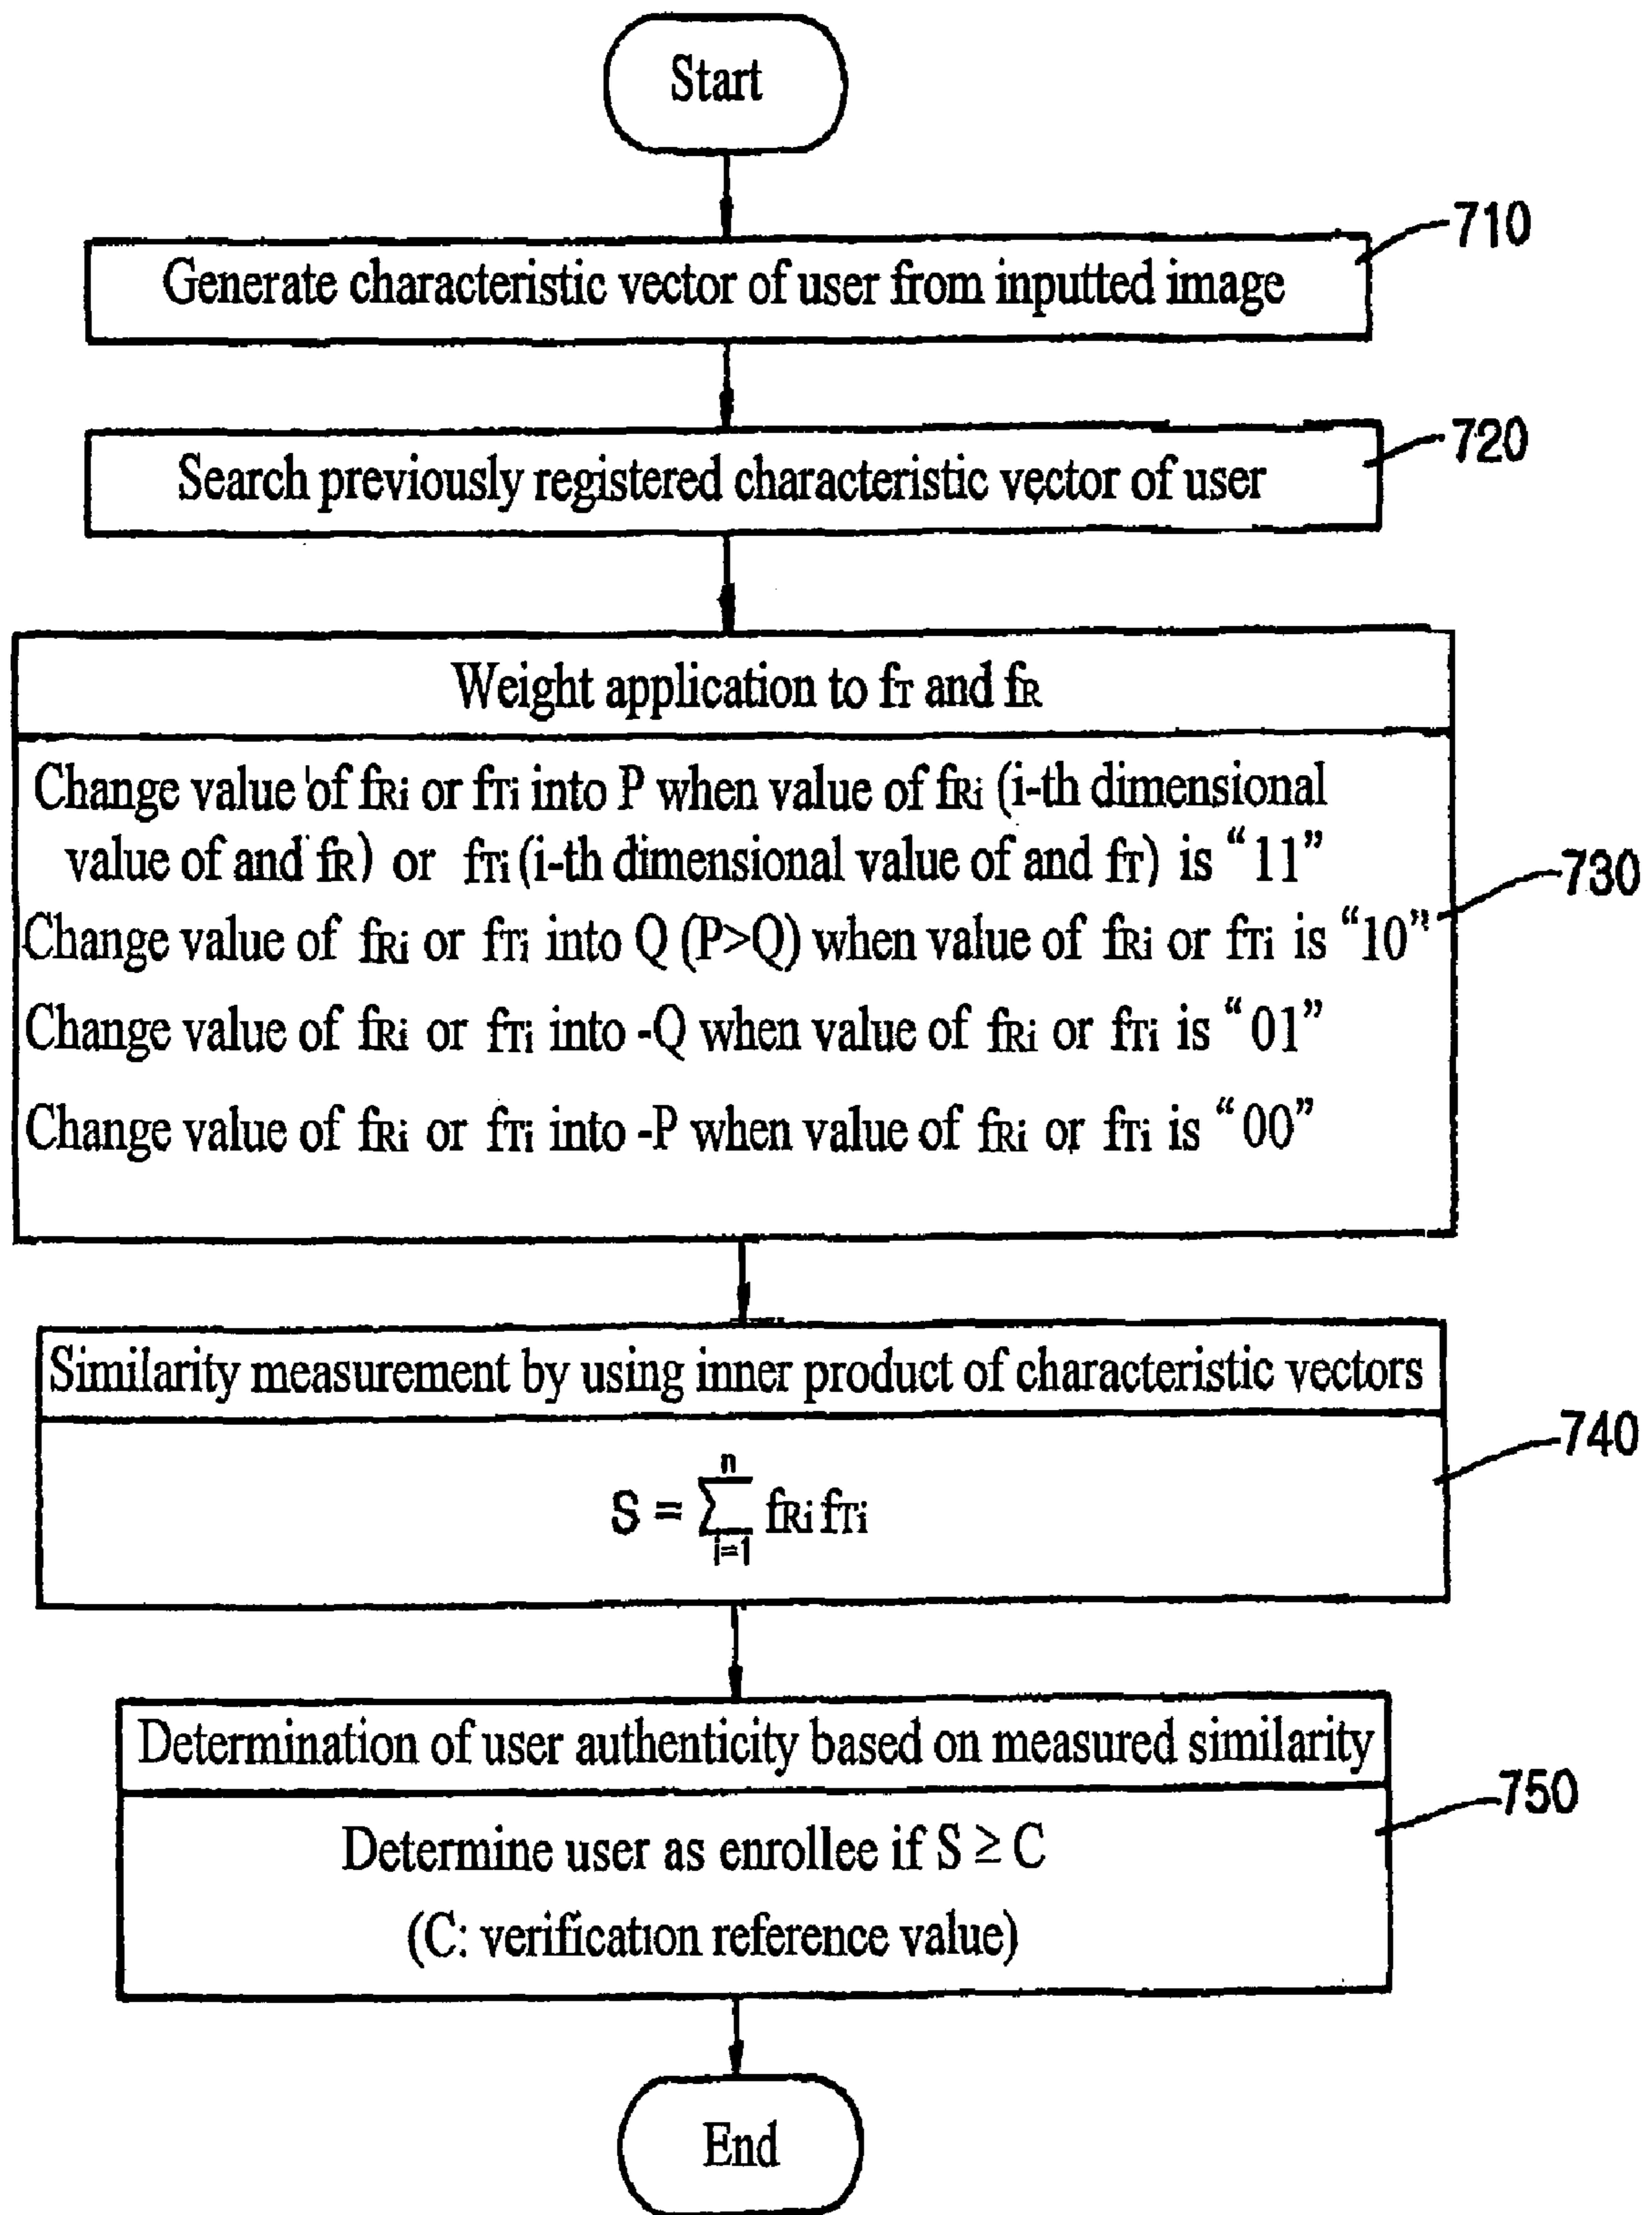 Start
710
Generate characteristic vector of user from inputted image
720
Search previously registered characteristic vector of user
Weight application to fT and fR
Change value of fRi or fTi into P when value of fRi (i-th dimensional
value of and fR) or fTi (i-th dimensional value of and fT) is “11”
730
Change value of fRi or fTi into Q (P>Q) when value of fRi or fTi is “10”
Change value of fRi or fTi into -Q when value of fRi or fTi is “01”
Change value of fRi or fTi into -P when value of fRi or fTi is “00”
Similarity measurement by using inner product of characteristic vectors
740
n
S = ∑ fRi fTi
i=1
Determination of user authenticity based on measured similarity
750
Determine user as enrollee if S ≥ C
(C: verification reference value)
End